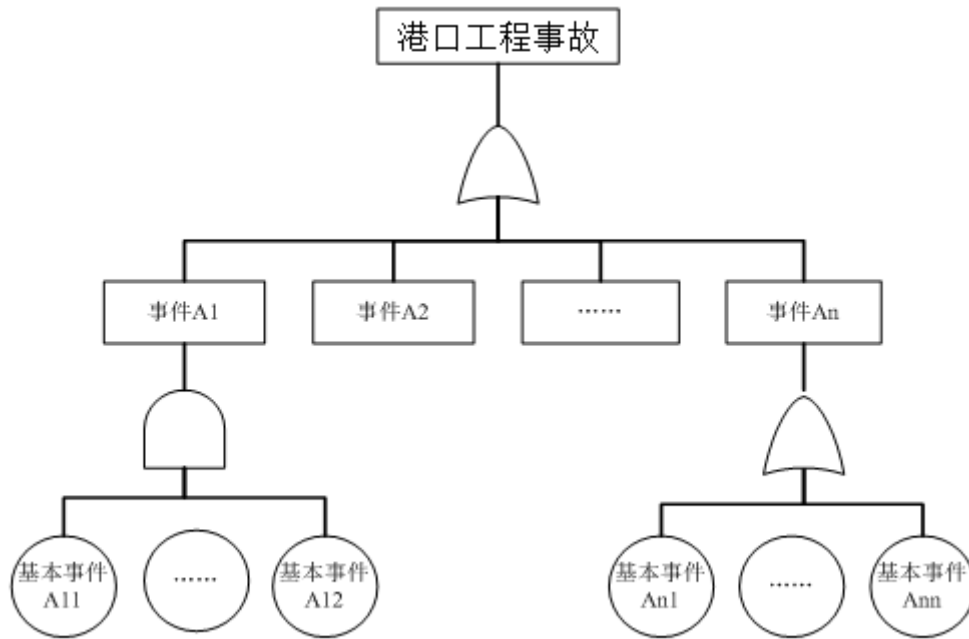 港口工程事故
事件A1
事件A2
……
事件An
基本事件
A11
……
基本事件
A12
基本事件
An1
……
基本事件
Ann